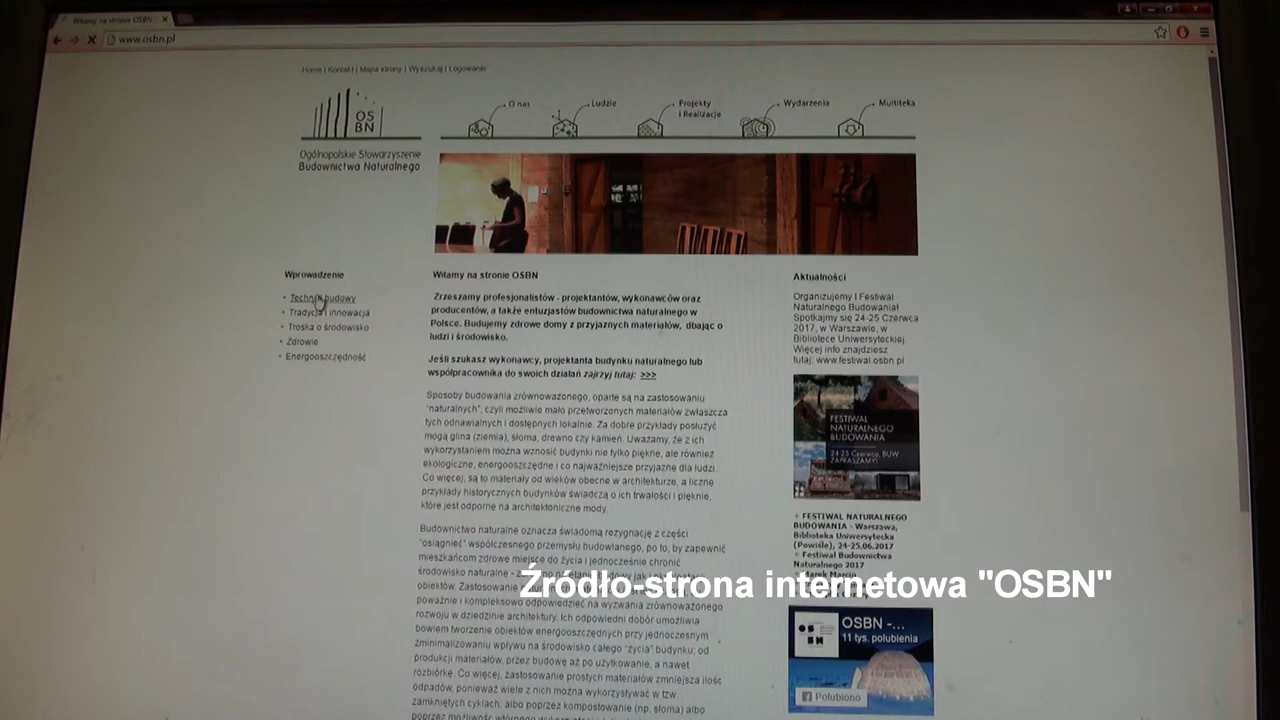 Witamy na stronie OSBN
www.osbn.pl
Home | Kontakt | Mapa strony | Wyszukaj | Logowanie
OS
BN
Ogólnopolskie Stowarzyszenie
Budownictwa Naturalnego
O nas
Ludzie
Projekty
i Realizacje
Wydarzenia
Multiteka
Wprowadzenie
Technik budowy
Tradycja i innowacja
Troska o środowisko
Zdrowie
Energooszczędność
Witamy na stronie OSBN
Zrzeszamy profesjonalistów - projektantów, wykonawców oraz
producentów, a także entuzjastów budownictwa naturalnego w
Polsce. Budujemy zdrowe domy z przyjaznych materiałów, dbając o
ludzi i środowisko.
Jeśli szukasz wykonawcy, projektanta budynku naturalnego lub
współpracownika do swoich działań zajrzyj tutaj: >>>
Sposoby budowania zrównoważonego, oparte są na zastosowaniu
"naturalnych", czyli możliwie mało przetworzonych materiałów zwłaszcza
tych odnawialnych i dostępnych lokalnie. Za dobre przykłady posłużyć
mogą glina (ziemia), słoma, drewno czy kamień. Uważamy, że z ich
wykorzystaniem można wznosić budynki nie tylko piękne, ale również
ekologiczne, energooszczędne i co najważniejsze przyjazne dla ludzi.
Co więcej, są to materiały od wieków obecne w architekturze, a liczne
przykłady historycznych budynków świadczą o ich trwałości i pięknie,
które jest odporne na architektoniczne mody.
Budownictwo naturalne oznacza świadomą rezygnację z części
"osiągnięć" współczesnego przemysłu budowlanego, po to, by zapewnić
mieszkańcom zdrowe miejsce do życia i jednocześnie chronić
środowisko naturalne
obiektów. Zastosowanie
poważnie i kompleksowo odpowiedzieć na wyzwania zrównoważonego
rozwoju w dziedzinie architektury. Ich odpowiedni dobór umożliwia
bowiem tworzenie obiektów energooszczędnych przy jednoczesnym
zminimalizowaniu wpływu na środowisko całego "życia" budynku: od
produkcji materiałów, przez budowę aż po użytkowanie, a nawet
rozbiórkę. Co więcej, zastosowanie prostych materiałów zmniejsza ilość
odpadów, ponieważ wiele z nich można wykorzystywać w tzw.
zamkniętych cyklach: albo poprzez kompostowanie (np. słoma) albo
Aktualności
Organizujemy I Festiwal
Naturalnego Budowania!
Spotkajmy się 24-25 Czerwca
2017, w Warszawie, w
Bibliotece Uniwersyteckiej
Więcej info znajdziesz
tutaj: www.festiwal.osbn.pl
FESTIWAL
NATURALNEGO
BUDOWANIA
24-25 Czerwca, BUW
ZAPRASZAMY!
FESTIWAL NATURALNEGO
BUDOWANIA - Warszawa,
Biblioteka Uniwersytecka
(Powiśle), 24-25.06.2017
Festiwal Budownictwa
Naturalnego 2017
Źródło-strona internetowa "OSBN"
OSBN -...
11 tys. polubienia
Polubiono